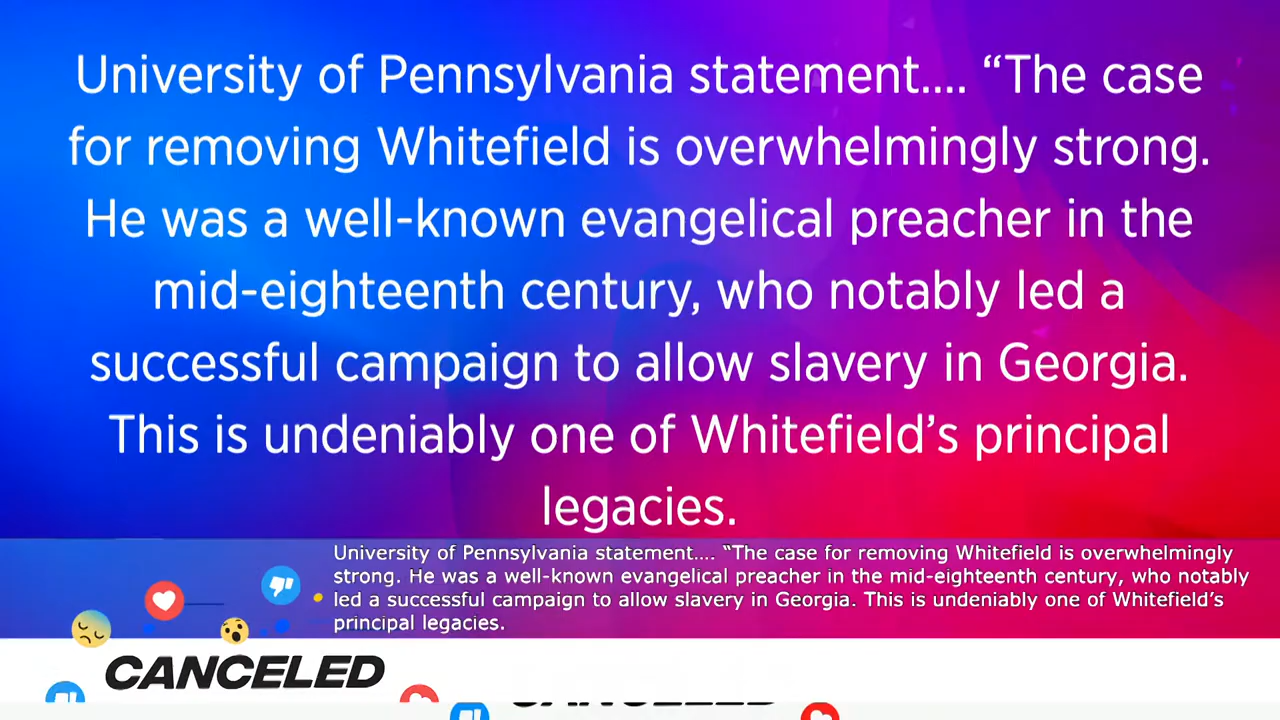 University of Pennsylvania statement.... “The case
for removing Whitefield is overwhelmingly strong.
He was a well-known evangelical preacher in the
mid-eighteenth century, who notably led a
successful campaign to allow slavery in Georgia.
This is undeniably one of Whitefield’s principal
legacies.
University of Pennsylvania statement.... “The case for removing Whitefield is overwhelmingly
strong. He was a well-known evangelical preacher in the mid-eighteenth century, who notably
led a successful campaign to allow slavery in Georgia. This is undeniably one of Whitefield’s
principal legacies.
CANCELED